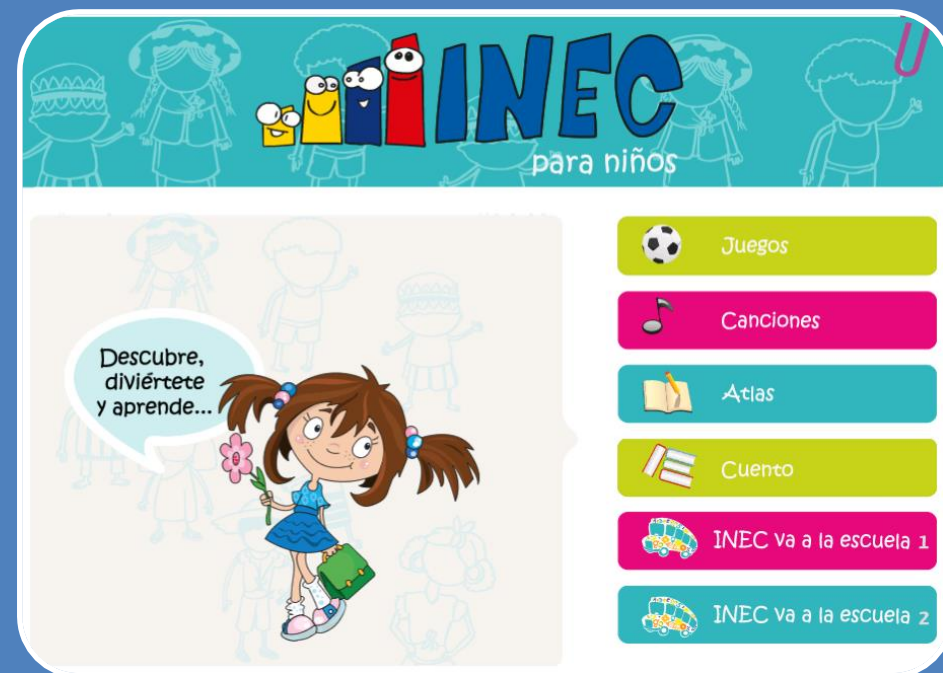 INEC
para niños
Descubre,
diviértete
y aprende...
Juegos
Canciones
Atlas
Cuento
INEC va a la escuela 1
INEC va a la escuela 2